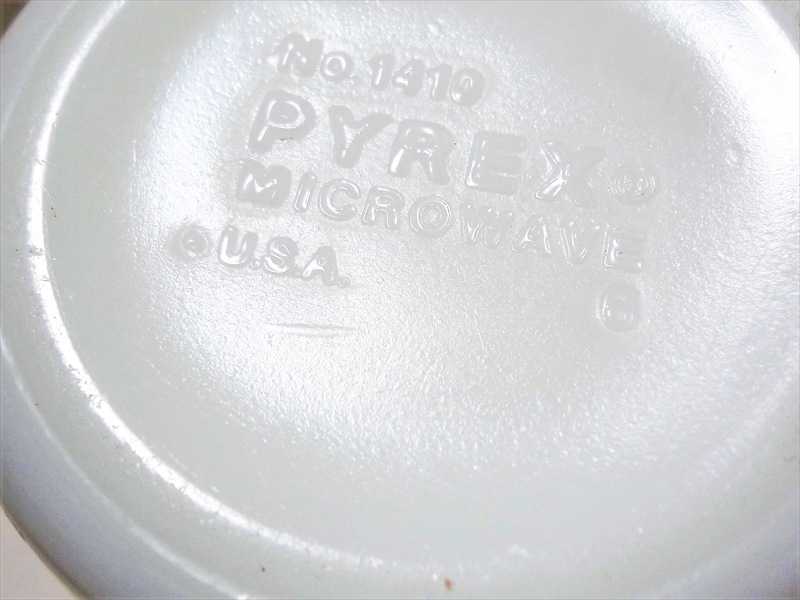 No. 1410
PYREX ®
MICROWAVE
U.S.A.
6